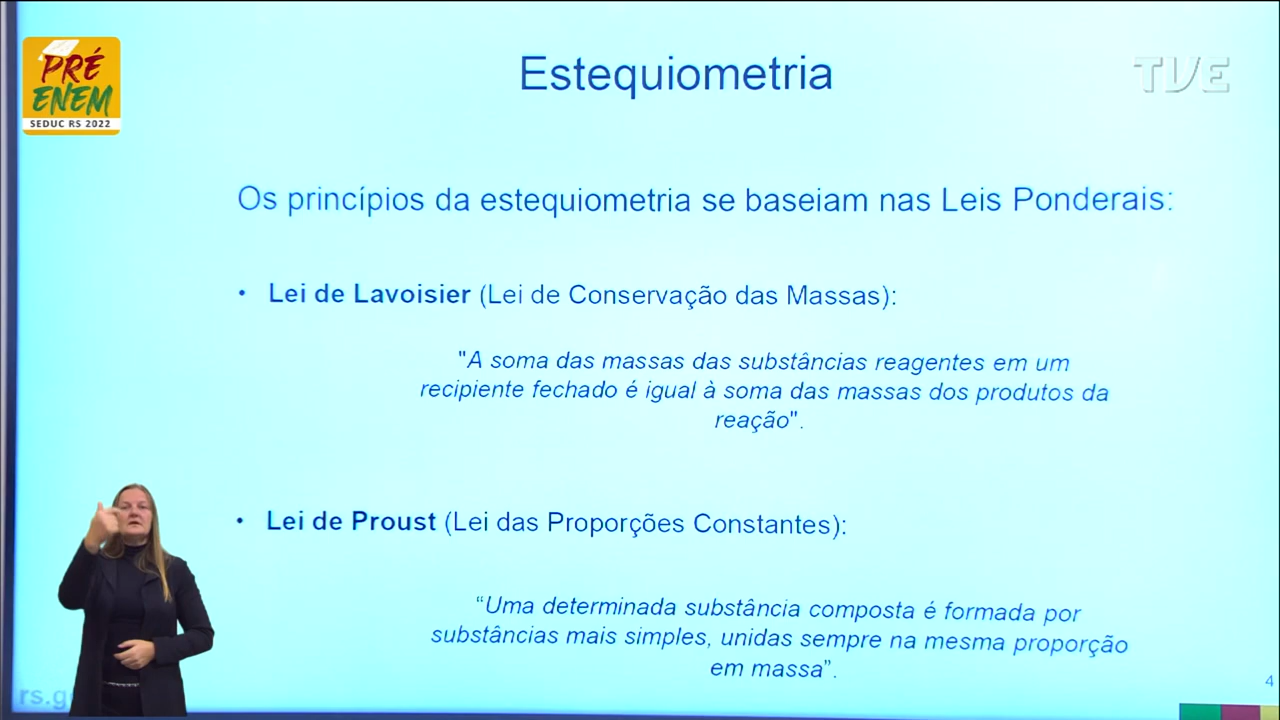 PRÉ
ENEM
SEDUC RS 2022
TVE
Estequiometria
Os princípios da estequiometria se baseiam nas Leis Ponderais:
• Lei de Lavoisier (Lei de Conservação das Massas):
"A soma das massas das substâncias reagentes em um
recipiente fechado é igual à soma das massas dos produtos da
reação".
• Lei de Proust (Lei das Proporções Constantes):
“Uma determinada substância composta é formada por
substâncias mais simples, unidas sempre na mesma proporção
em massa”.
4